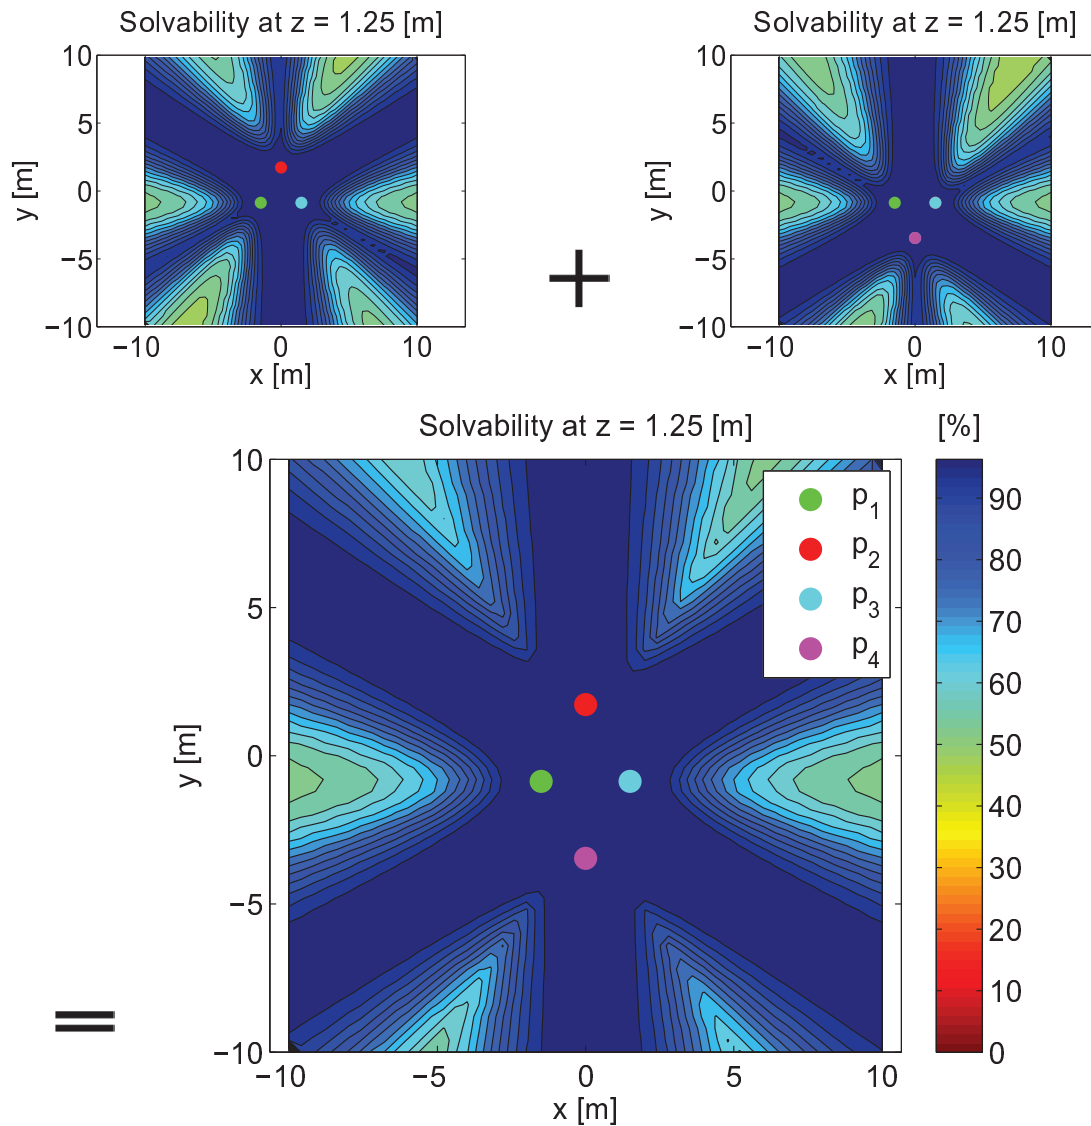 Solvability at z = 1.25 [m]
10
5
0
−5
−10
y [m]
−10 0 10
x [m]
+
Solvability at z = 1.25 [m]
10
5
0
−5
−10
y [m]
−10 0 10
x [m]
=
Solvability at z = 1.25 [m]
10
5
0
−5
−10
y [m]
−10 −5 0 5 10
x [m]
p1
p2
p3
p4
[%]
90
80
70
60
50
40
30
20
10
0